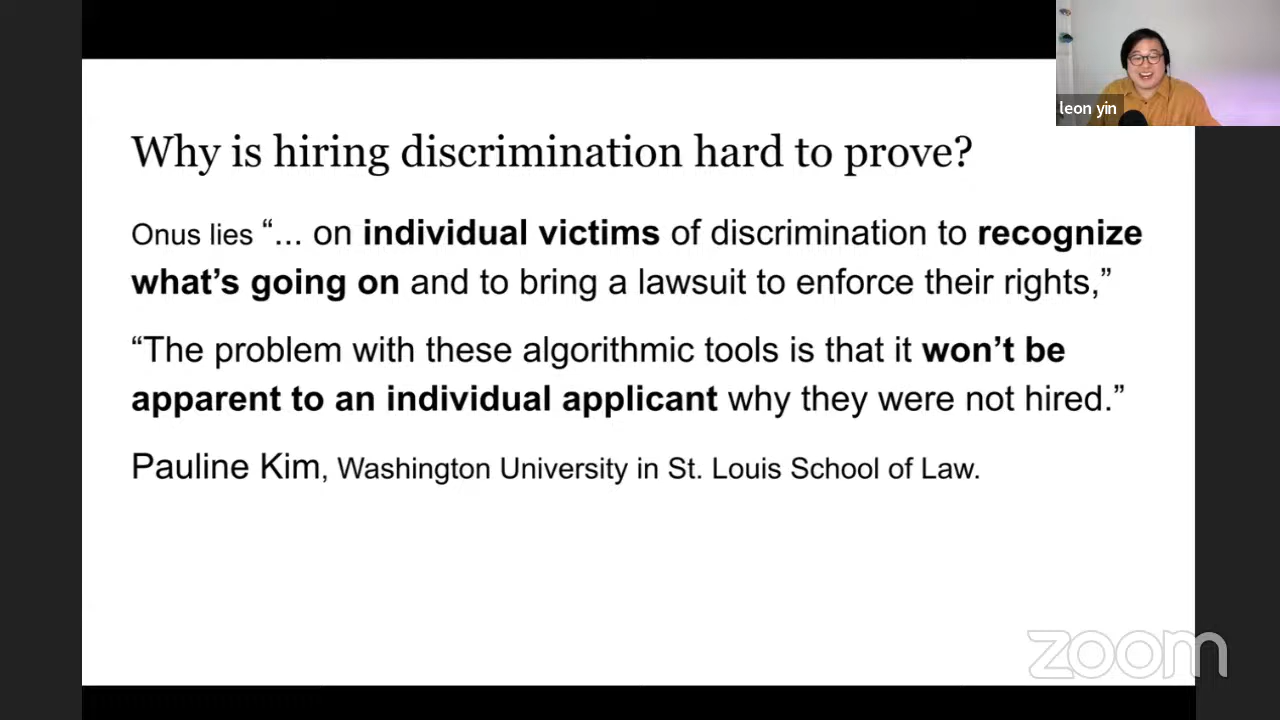 leon yin
Why is hiring discrimination hard to prove?
Onus lies “... on individual victims of discrimination to recognize
what’s going on and to bring a lawsuit to enforce their rights,”
“The problem with these algorithmic tools is that it won’t be
apparent to an individual applicant why they were not hired.”
Pauline Kim, Washington University in St. Louis School of Law.
zoom